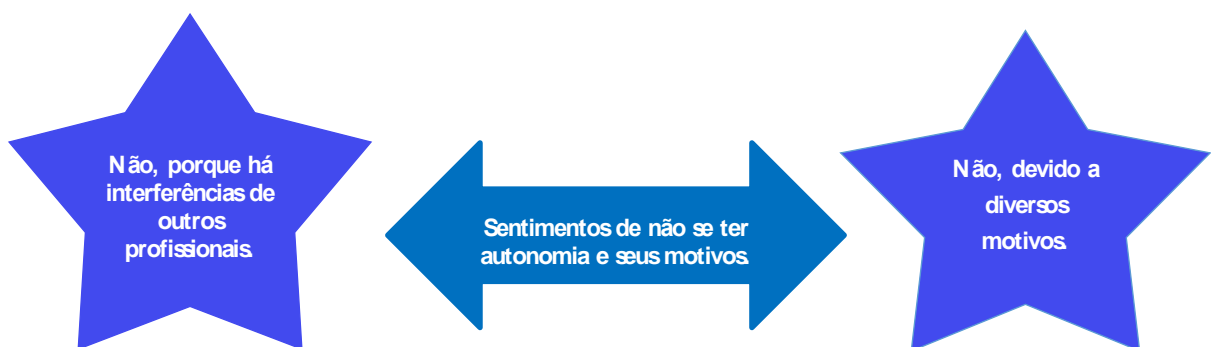 Não, porque há
interferências de
outros
profissionais.
Sentimentos de não se ter
autonomia e seus motivos.
Não, devido a
diversos
motivos.